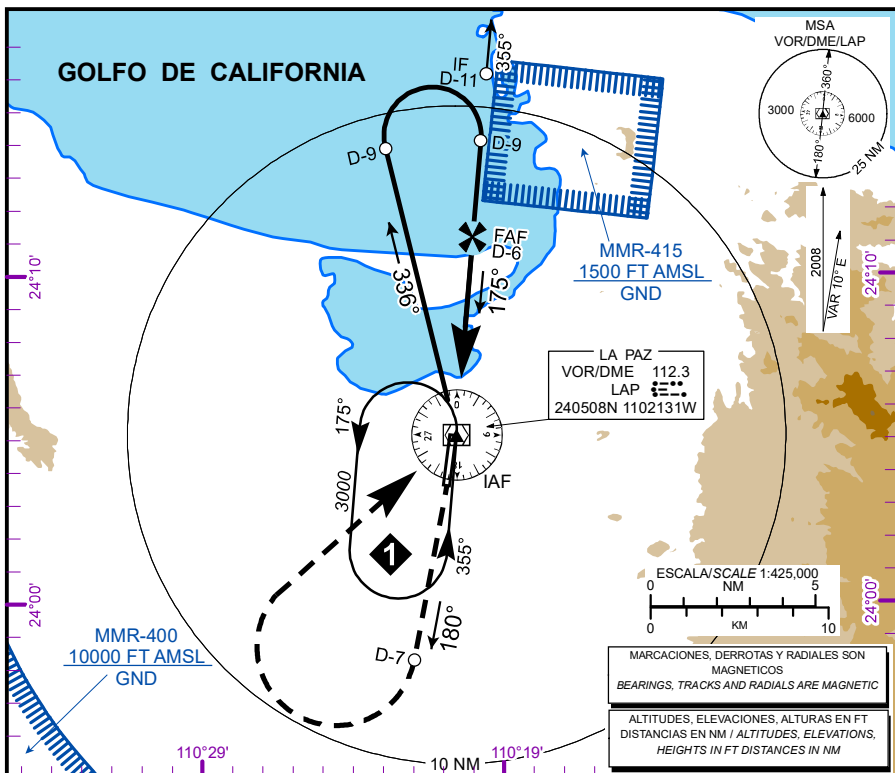 GOLFO DE CALIFORNIA
IF
D-11
355°
MSA
VOR/DME/LAP
360°
3000
6000
180°
25 NM
D-9
D-9
FAF
D-6
MMR-415
1500 FT AMSL
GND
2008
VAR 10° E
24°10'
24°10'
336°
175°
LA PAZ
VOR/DME 112.3
LAP
240508N 1102131W
0
27
9
IAF
175°
3000
1
355°
180°
D-7
ESCALA/SCALE 1:425,000
0 NM 5
0 KM 10
24°00'
24°00'
MMR-400
10000 FT AMSL
GND
MARCACIONES, DERROTAS Y RADIALES SON
MAGNETICOS
BEARINGS, TRACKS AND RADIALS ARE MAGNETIC
ALTITUDES, ELEVACIONES, ALTURAS EN FT
DISTANCIAS EN NM / ALTITUDES, ELEVATIONS,
HEIGHTS IN FT DISTANCES IN NM
110°29'
10 NM
110°19'